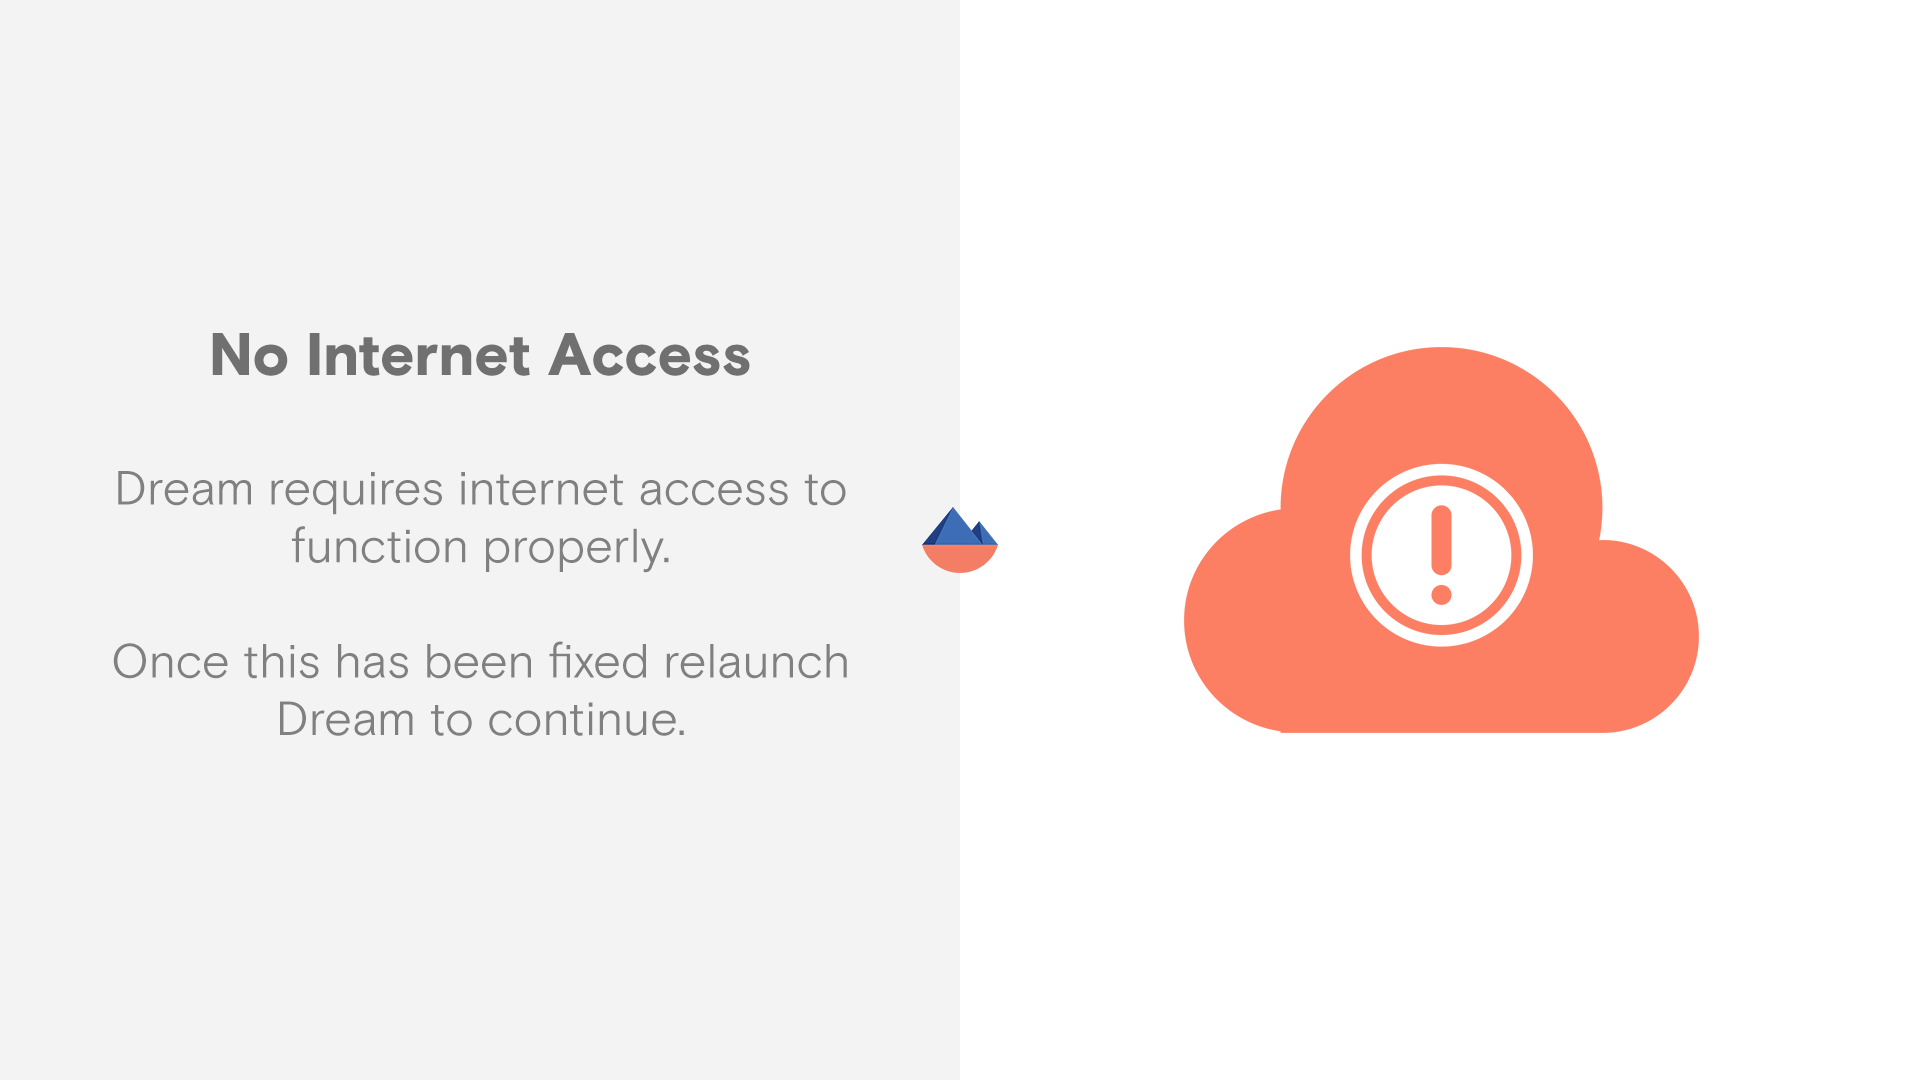 No Internet Access
Dream requires internet access to
function properly.
Once this has been fixed relaunch
Dream to continue.